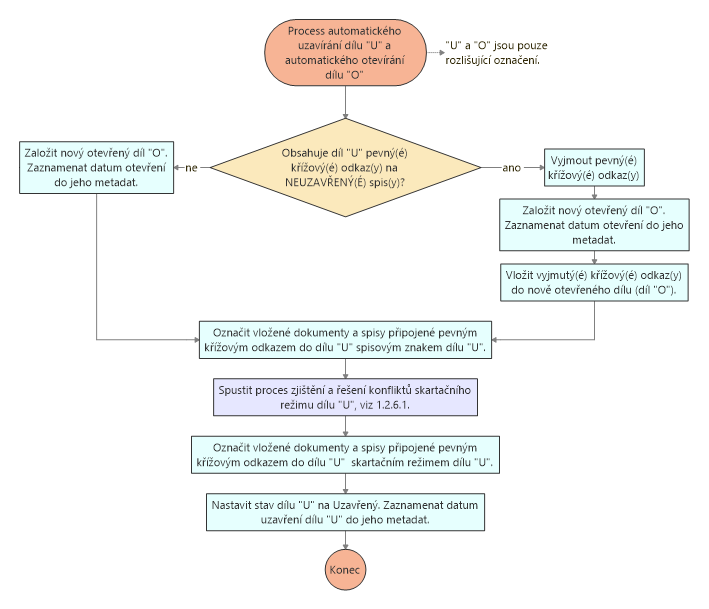 Process automatického
uzavírání dílu "U" a
automatického otevírání
dílu "O"
"U" a "O" jsou pouze
rozlišující označení.
Obsahuje díl "U" pevný(é)
křížový(é) odkaz(y) na
NEUZAVŘENÝ(É) spis(y)?
ne
ano
Založit nový otevřený díl "O".
Zaznamenat datum otevření
do jeho metadat.
Vyjmout pevný(é)
křížový(é) odkaz(y)
Založit nový otevřený díl "O".
Zaznamenat datum otevření do jeho
metadat.
Vložit vyjmutý(é) křížový(é) odkaz(y)
do nově otevřeného dílu (díl "O").
Označit vložené dokumenty a spisy připojené pevným
křížovým odkazem do dílu "U" spisovým znakem dílu "U".
Spustit proces zjištění a řešení konfliktů skartačního
režimu dílu "U", viz 1.2.6.1.
Označit vložené dokumenty a spisy připojené pevným
křížovým odkazem do dílu "U" skartačním režimem dílu "U".
Nastavit stav dílu "U" na Uzavřený. Zaznamenat datum
uzavření dílu "U" do jeho metadat.
Konec